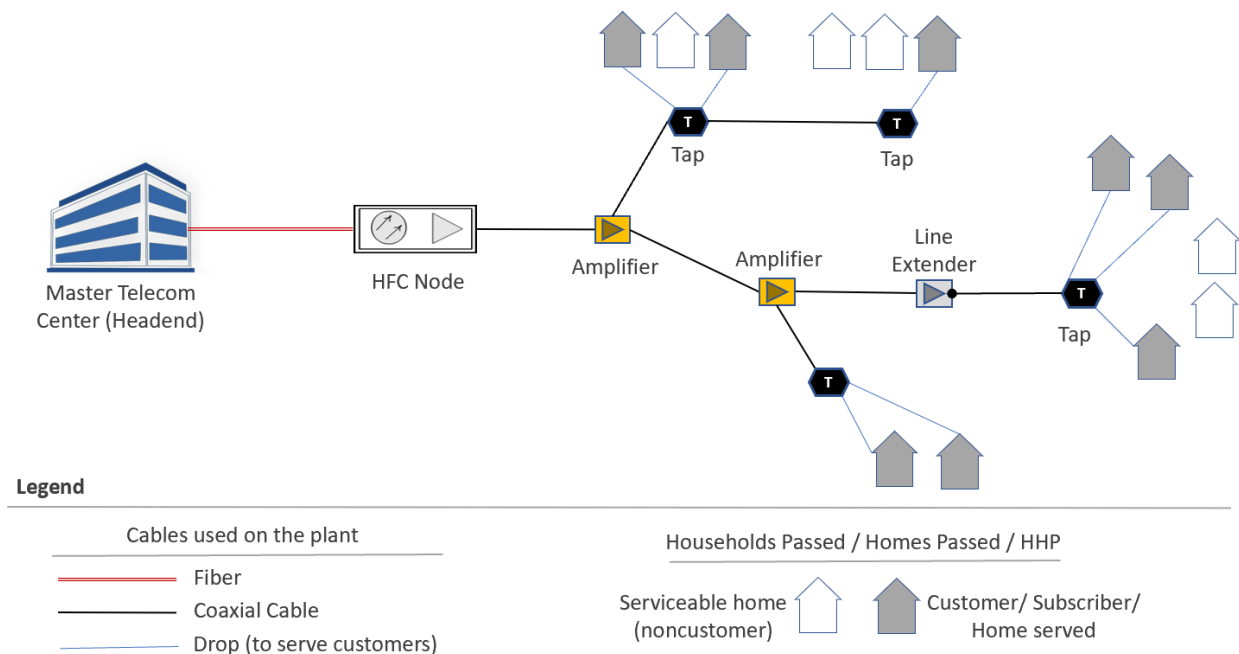 T
Tap
T
Tap
Amplifier
HFC Node
Master Telecom
Center (Headend)
Amplifier
Line
Extender
T
Tap
T
Legend
Cables used on the plant
Fiber
Coaxial Cable
Drop (to serve customers)
Households Passed / Homes Passed / HHP
Serviceable home
(noncustomer)
Customer/ Subscriber/
Home served